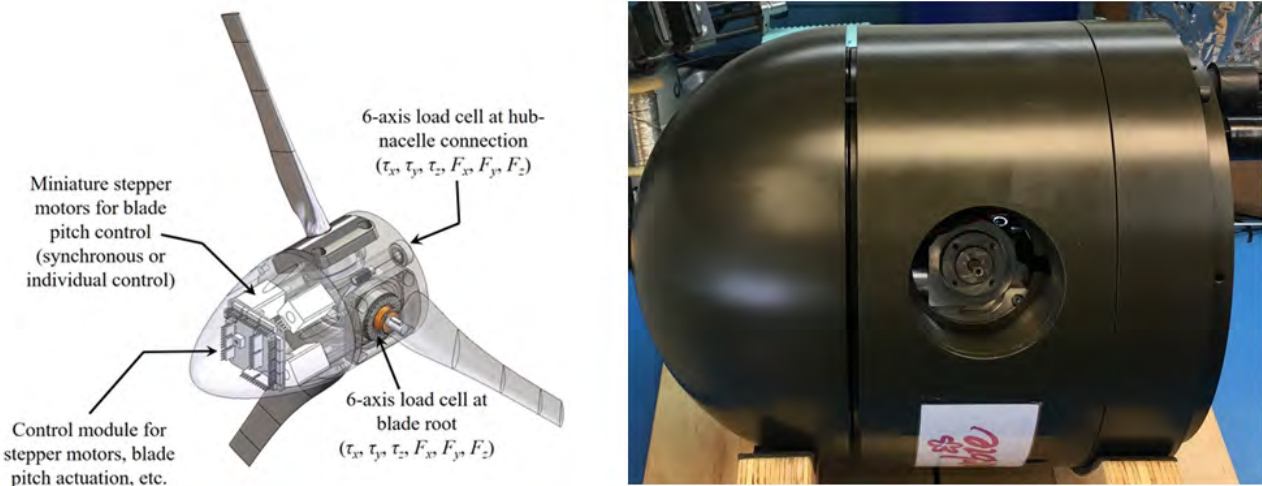 6-axis load cell at hub-
nacelle connection
(τx, τy, τz, Fx, Fy, Fz)
Miniature stepper
motors for blade
pitch control
(synchronous or
individual control)
6-axis load cell at
blade root
(τx, τy, τz, Fx, Fy, Fz)
Control module for
stepper motors, blade
pitch actuation, etc.